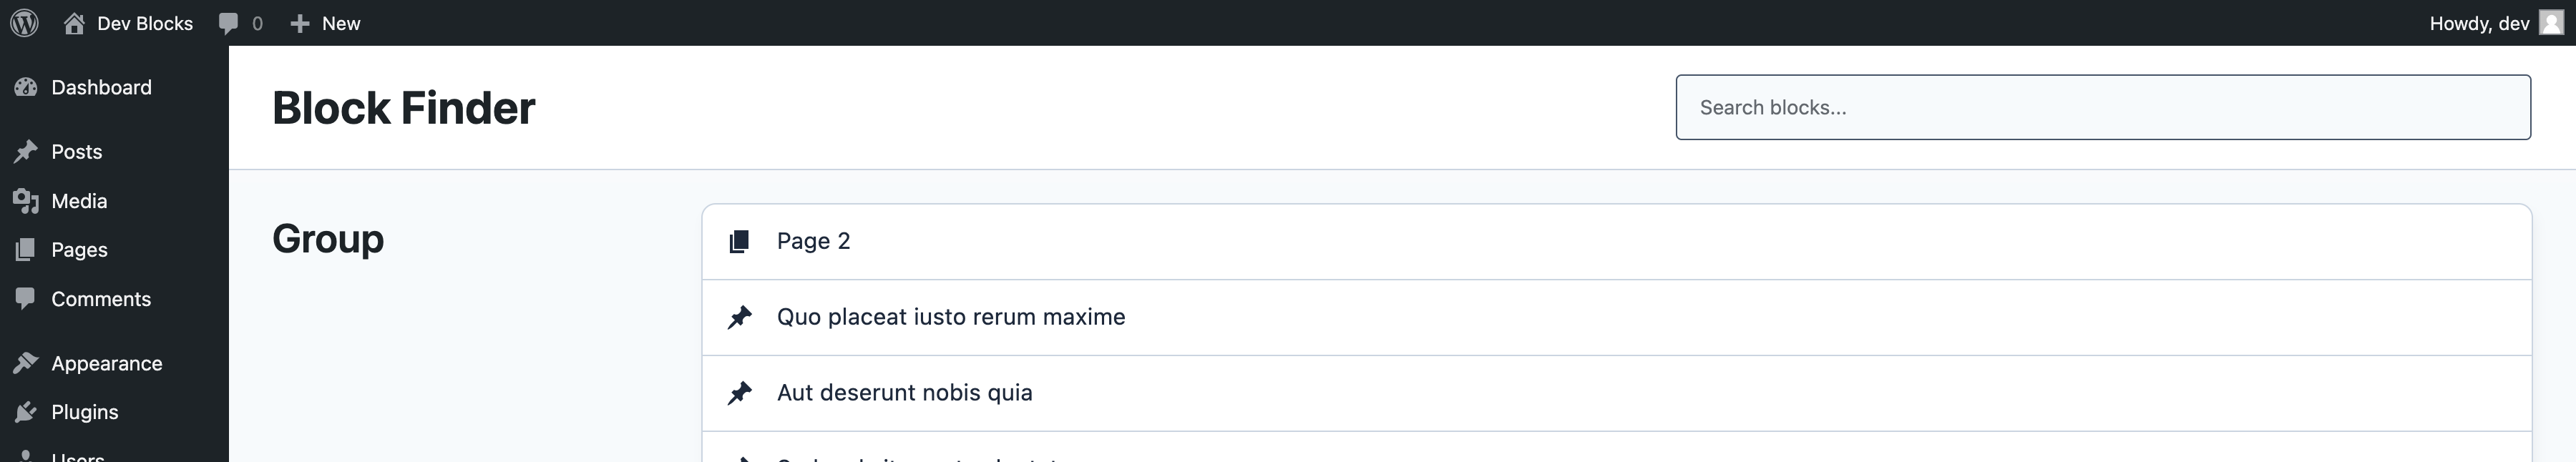 Dev Blocks 0 New Howdy, dev
Dashboard
Posts
Media
Pages
Comments
Appearance
Plugins
Users
Block Finder
Search blocks...
Group
Page 2
Quo placeat iusto rerum maxime
Aut deserunt nobis quia